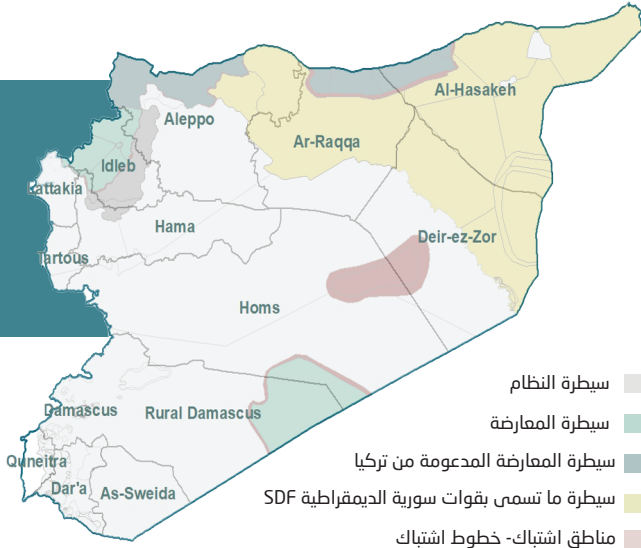 Al-Hasakeh
Aleppo
Ar-Raqqa
Idleb
Lattakia
Hama
Deir-ez-Zor
Tartous
Homs
سيطرة النظام
Damascus
Rural Damascus
سيطرة المعارضة
Quneitra
سيطرة المعارضة المدعومة من تركيا
Dar'a
As-Sweida
سيطرة ما تسمى بقوات سورية الديمقراطية SDF
مناطق اشتباك- خطوط اشتباك